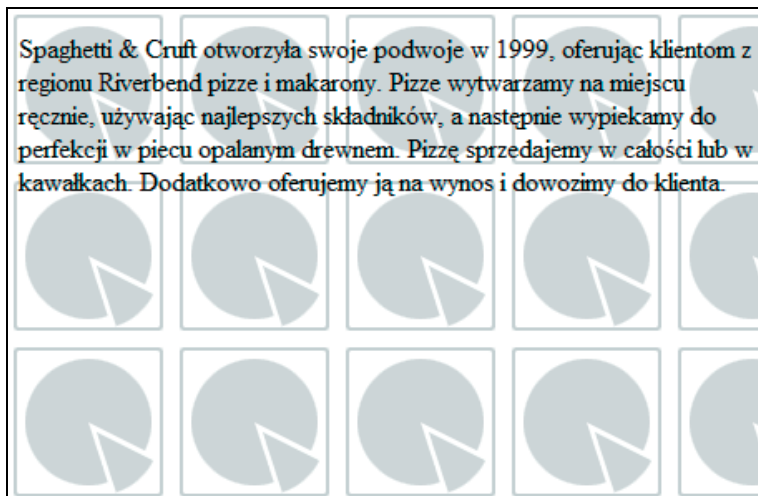 Spaghetti & Cruft otworzyła swoje podwoje w 1999, oferując klientom z
regionu Riverbend pizze i makarony. Pizze wytwarzamy na miejscu
ręcznie, używając najlepszych składników, a następnie wypiekamy do
perfekcji w piecu opalanym drewnem. Pizzę sprzedajemy w całości lub w
kawałkach. Dodatkowo oferujemy ją na wynos i dowozimy do klienta.